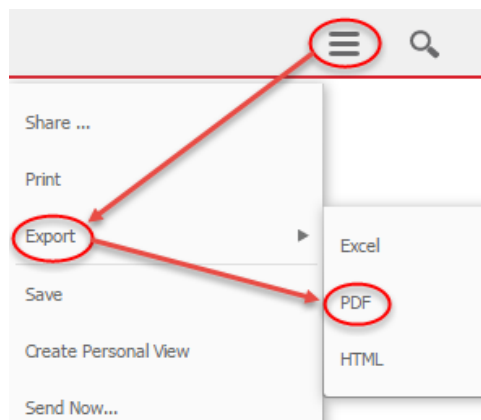 Share ...
Print
Export
Excel
Save
PDF
Create Personal View
HTML
Send Now...